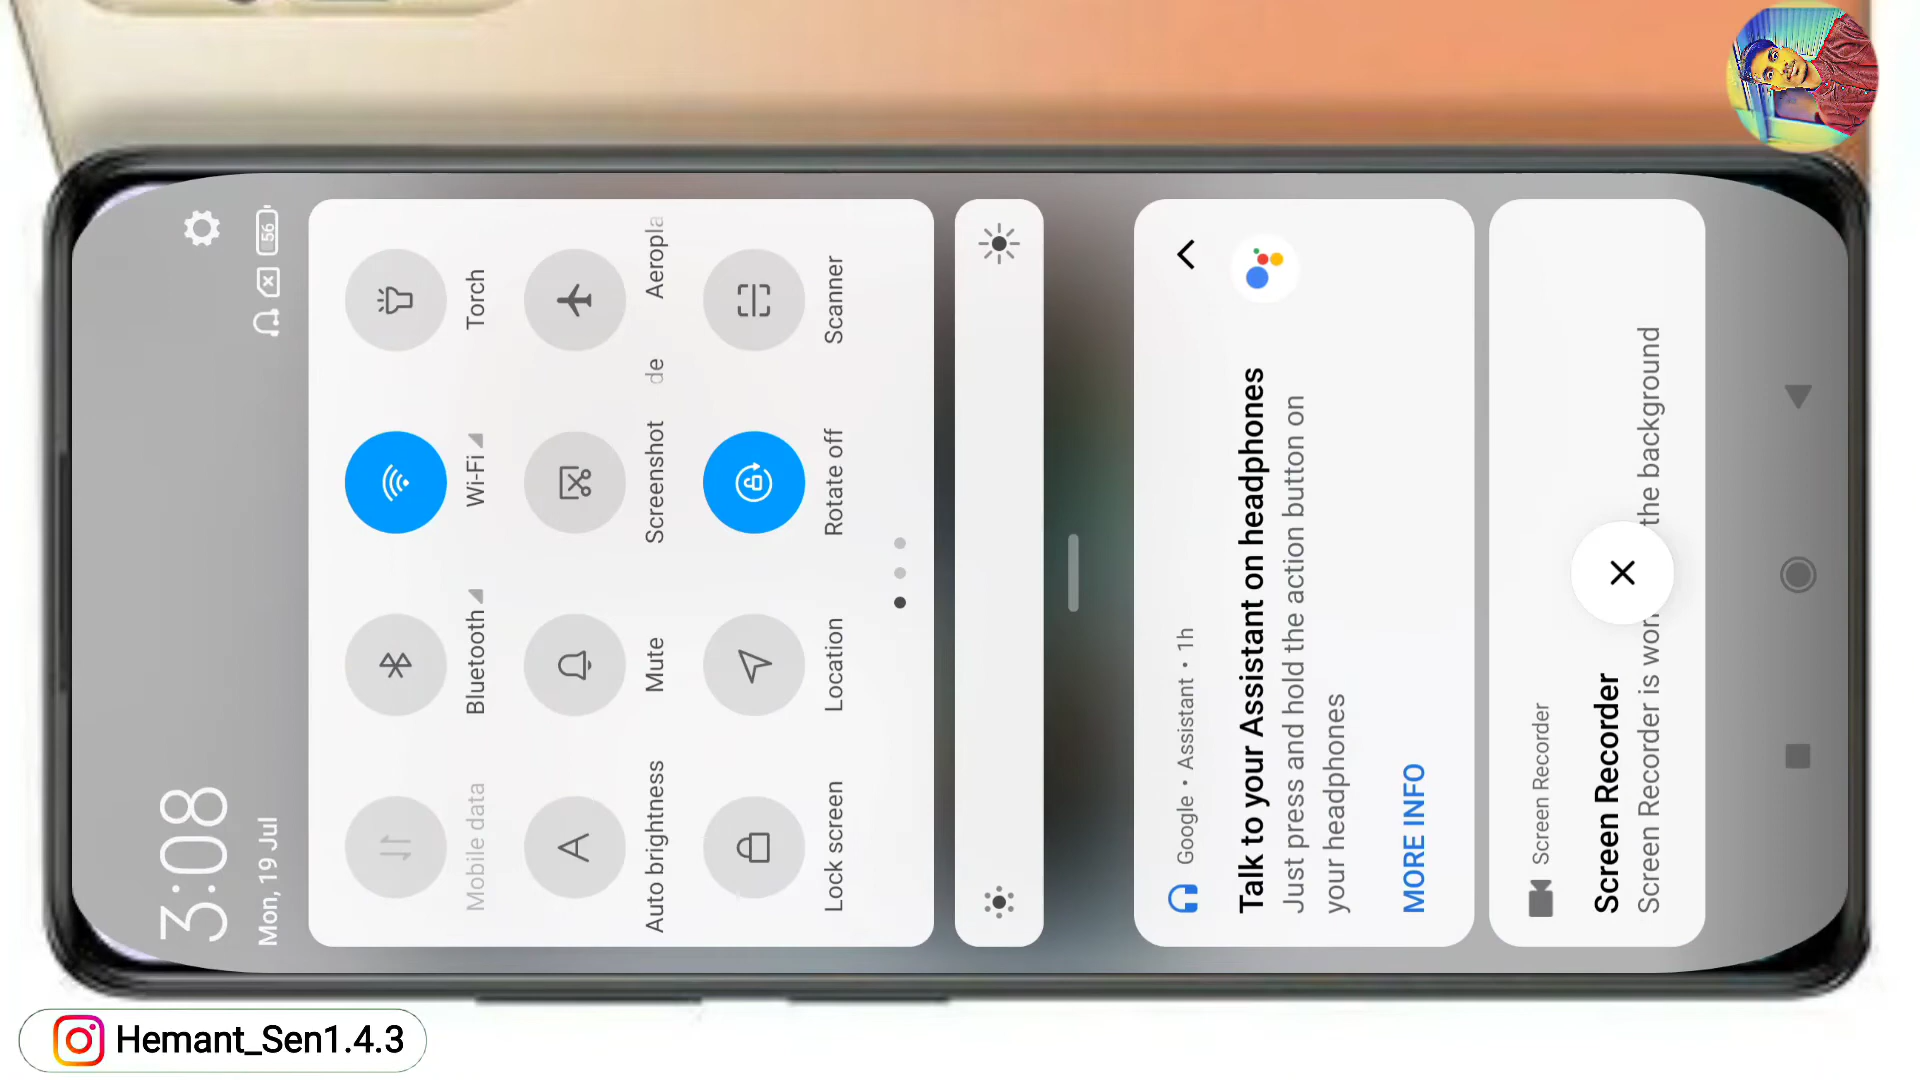 3:08
Mon, 19 Jul
56
Mobile data
Bluetooth
Wi-Fi
Torch
Auto brightness
Mute
Screenshot
de
Aeropla
Lock screen
Location
Rotate off
Scanner
Google • Assistant • 1h
Talk to your Assistant on headphones
Just press and hold the action button on
your headphones
MORE INFO
Screen Recorder
Screen Recorder
Screen Recorder is wor the background
Hemant_Sen1.4.3